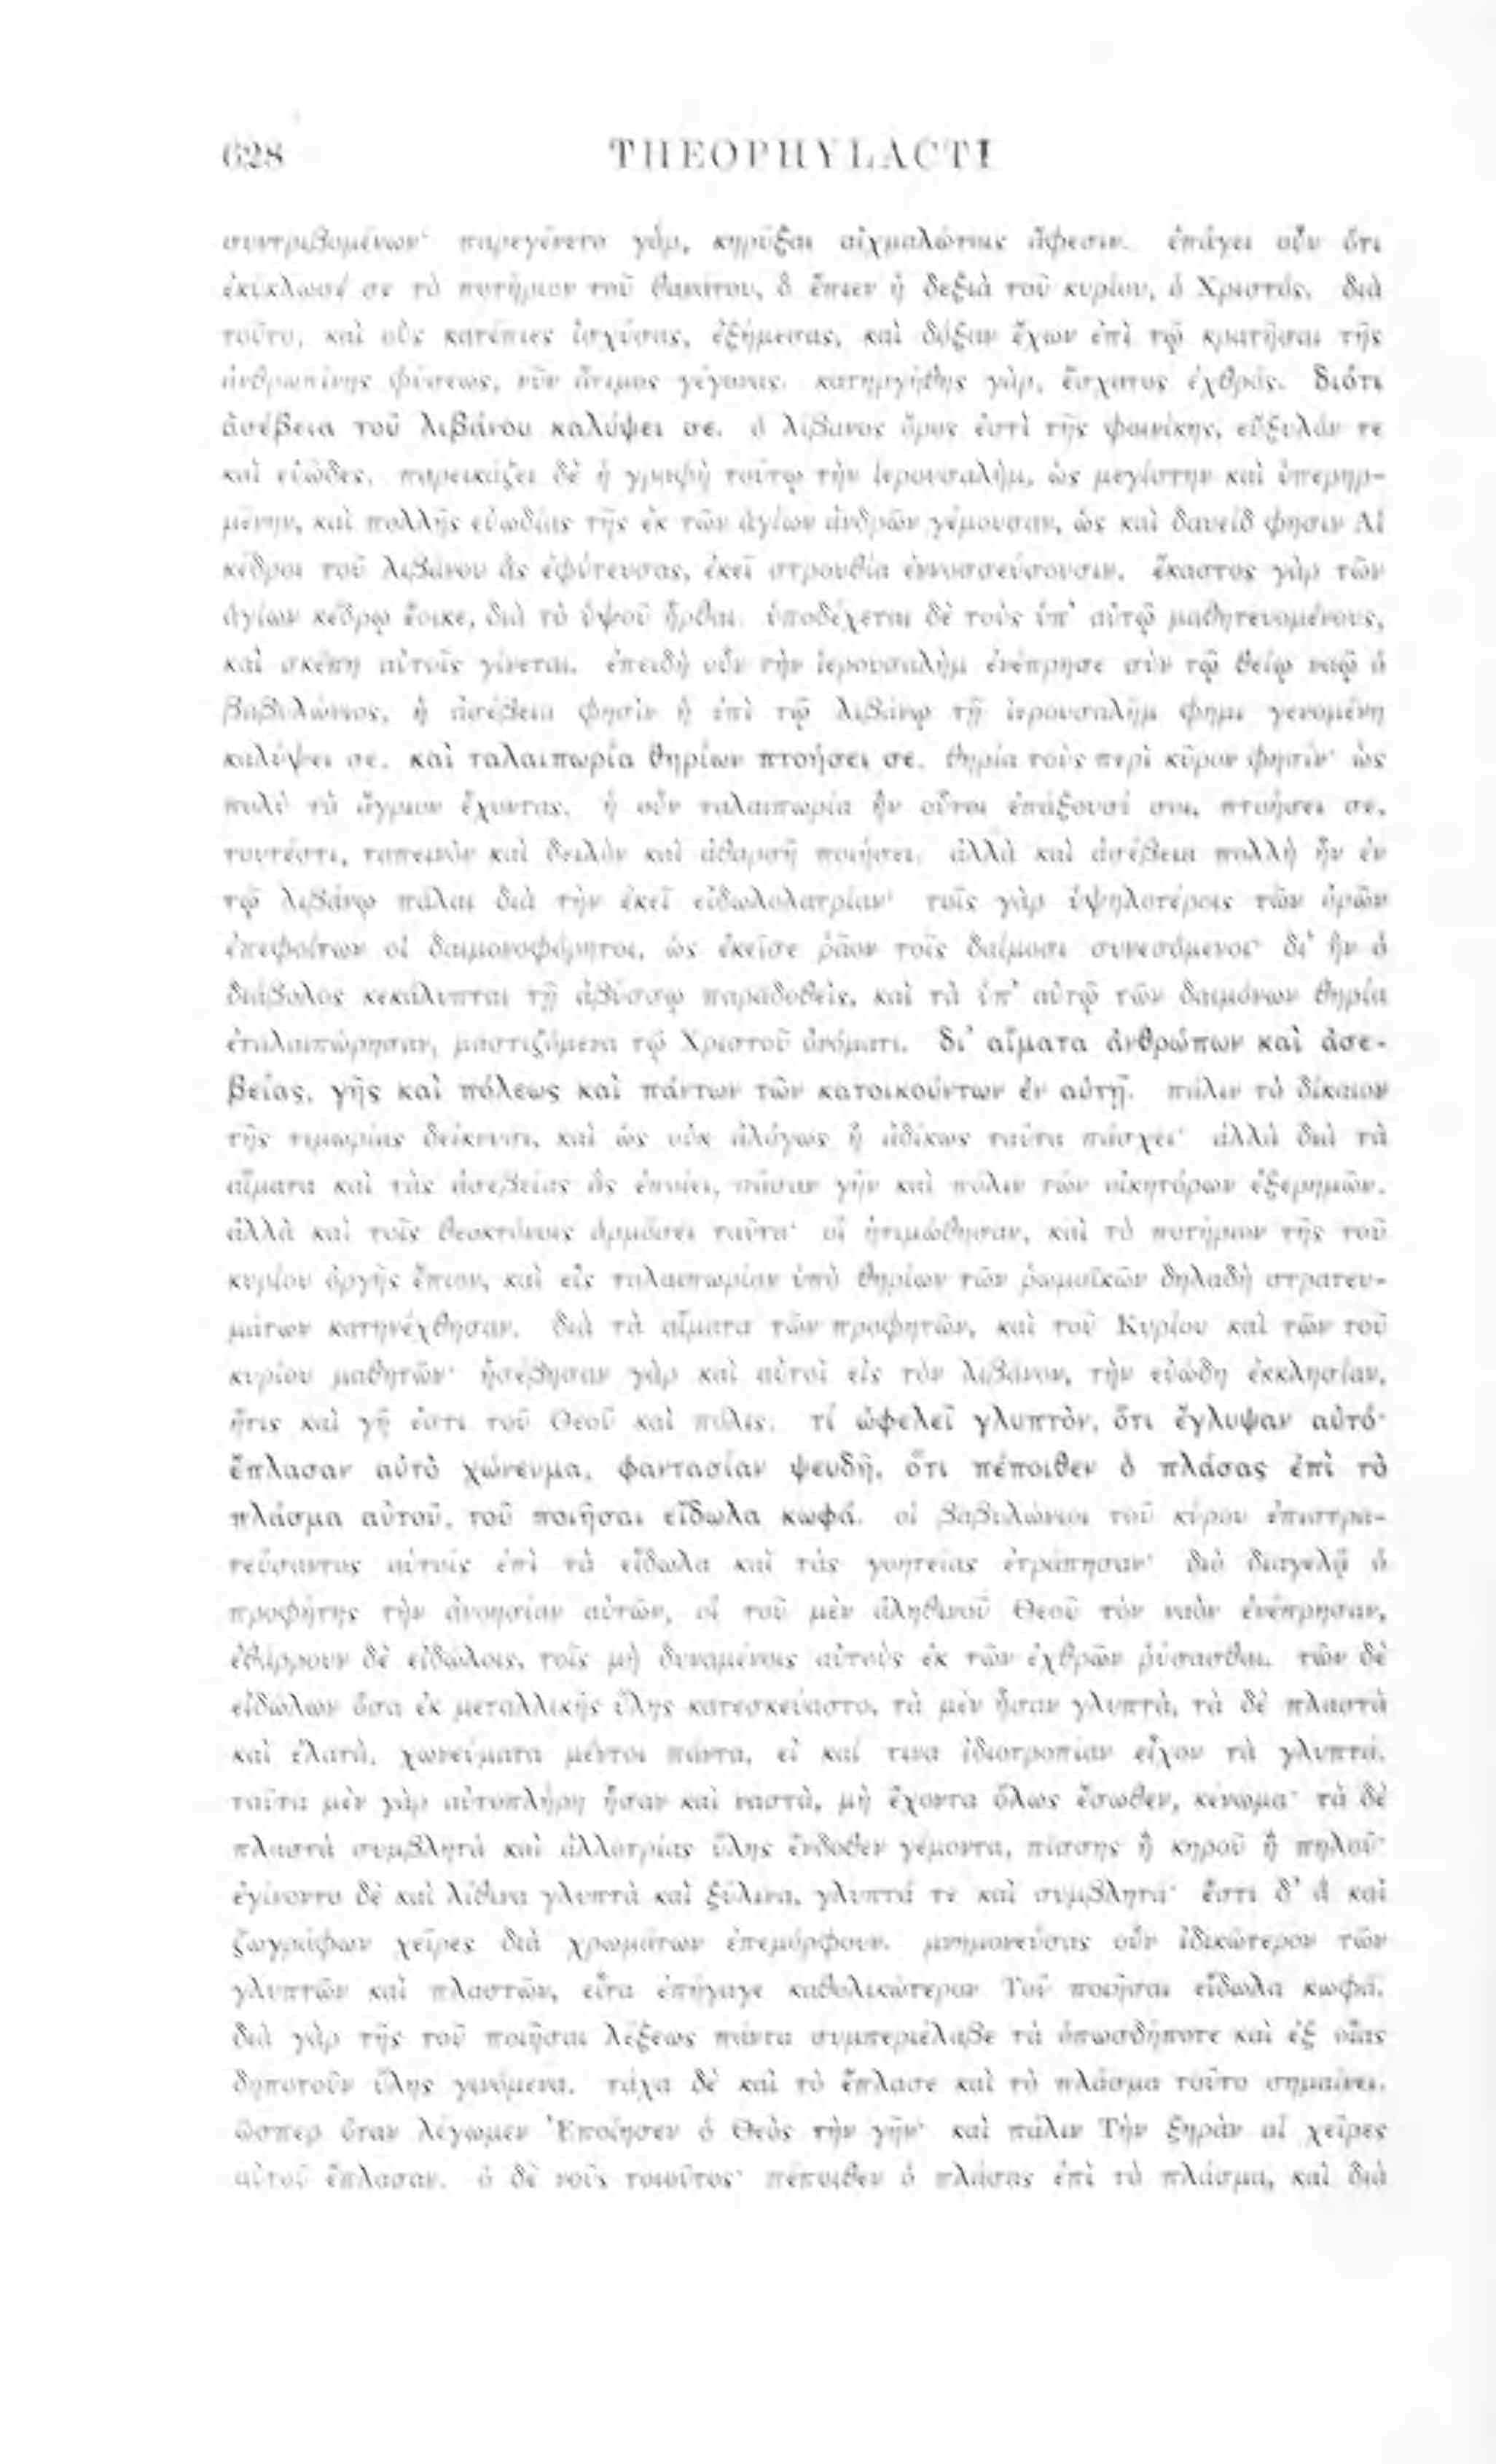 628 THEOPHYLACTI
συντριβομένων· παρεγένετο γὰρ, κηρῦξαι αἰχμαλώτοις ἄφεσιν. ἐπάγει οὖν ὅτι
ἐκύκλωσέ σε τὸ ποτήριον τοῦ θανάτου, ὃ ἔπιεν ἡ δεξιὰ τοῦ κυρίου, ὁ Χριστός. διὰ
τοῦτο, καὶ οὓς κατέπιες ἰσχύσας, ἐξήμεσας, καὶ δόξαν ἔχων ἐπὶ τῷ κρατῆσαι τῆς
ἀνθρωπίνης φύσεως, νῦν ἄτιμος γέγονας. κατηργήθης γὰρ, ἔσχατος ἐχθρός. διότι
ἀσέβεια τοῦ λιβάνου καλύψει σε. ὁ λίβανος ὄρος ἐστὶ τῆς φοινίκης, εὔξυλόν τε
καὶ εὐῶδες. παρεικάζει δὲ ἡ γραφὴ τούτῳ τὴν ἱερουσαλὴμ, ὡς μεγίστην καὶ ὑπερηρ-
μένην, καὶ πολλῆς εὐωδίας τῆς ἐκ τῶν ἁγίων ἀνδρῶν γέμουσαν, ὡς καὶ δαυείδ φησιν Αἱ
κέδροι τοῦ λιβάνου ἃς ἐφύτευσας, ἐκεῖ στρουθία ἐννοσσεύσουσιν. ἕκαστος γὰρ τῶν
ἁγίων κέδρῳ ἔοικε, διὰ τὸ ὑψοῦ ἦρθαι. ὑποδέχεται δὲ τοὺς ὑπ' αὐτῷ μαθητευομένους,
καὶ σκέπη αὐτοῖς γίνεται. ἐπειδὴ οὖν τὴν ἱερουσαλὴμ ἐνέπρησε σὺν τῷ θείῳ ναῷ ὁ
βαβυλώνιος, ἡ ἀσέβεια φησὶν ἡ ἐπὶ τῷ λιβάνῳ τῇ ἱερουσαλήμ φημι γενομένη
καλύψει σε. καὶ ταλαιπωρία θηρίων πτοήσει σε. θηρία τοὺς περὶ κῦρον φησίν· ὡς
πολὺ τὸ ἄγριον ἔχοντας. ἡ οὖν ταλαιπωρία ἣν οὗτοι ἐπάξουσί σοι, πτοήσει σε,
τουτέστι, ταπεινὸν καὶ δειλὸν καὶ ἀθαρσῆ ποιήσει. ἀλλὰ καὶ ἀσέβεια πολλὴ ἦν ἐν
τῷ λιβάνῳ πάλαι διὰ τὴν ἐκεῖ εἰδωλολατρίαν· τοῖς γὰρ ὑψηλοτέροις τῶν ὀρῶν
ἐπεφοίτων οἱ δαιμονοφόρητοι, ὡς ἐκεῖσε ῥᾷον τοῖς δαίμοσι συνεσόμενοι· δι' ἣν ὁ
διάβολος κεκάλυπται τῇ ἀβύσσῳ παραδοθεὶς, καὶ τὰ ὑπ' αὐτῷ τῶν δαιμόνων θηρία
ἐταλαιπώρησαν, μαστιζόμενα τῷ Χριστοῦ ὀνόματι. δι' αἵματα ἀνθρώπων καὶ ἀσε-
βείας, γῆς καὶ πόλεως καὶ πάντων τῶν κατοικούντων ἐν αὐτῇ. πάλιν τὸ δίκαιον
τῆς τιμωρίας δείκνυσι, καὶ ὡς οὐκ ἀλόγως ἢ ἀδίκως ταῦτα πάσχει· ἀλλὰ διὰ τὰ
αἵματα καὶ τὰς ἀσεβείας ἃς ἐποίει, πᾶσαν γῆν καὶ πόλιν τῶν οἰκητόρων ἐξερημῶν.
ἀλλὰ καὶ τοῖς θεοκτόνοις ἁρμόσει ταῦτα· οἳ ἠτιμώθησαν, καὶ τὸ ποτήριον τῆς τοῦ
κυρίου ὀργῆς ἔπιον, καὶ εἰς ταλαιπωρίαν ὑπὸ θηρίων τῶν ῥωμαϊκῶν δηλαδὴ στρατευ-
μάτων κατηνέχθησαν. διὰ τὰ αἵματα τῶν προφητῶν, καὶ τοῦ Κυρίου καὶ τῶν τοῦ
κυρίου μαθητῶν· ἠσέβησαν γὰρ καὶ αὐτοὶ εἰς τὸν λιβάνον, τὴν εὐώδη ἐκκλησίαν,
ἥτις καὶ γῆ ἐστι τοῦ Θεοῦ καὶ πόλις. τί ὠφελεῖ γλυπτὸν, ὅτι ἔγλυψαν αὐτό·
ἔπλασαν αὐτὸ χώνευμα, φαντασίαν ψευδῆ, ὅτι πέποιθεν ὁ πλάσας ἐπὶ τὸ
πλάσμα αὐτοῦ, τοῦ ποιῆσαι εἴδωλα κωφά. οἱ βαβυλώνιοι τοῦ κύρου ἐπιστρα-
τεύσαντος αὐτοῖς ἐπὶ τὰ εἴδωλα καὶ τὰς γοητείας ἐτράπησαν· διὸ διαγελᾷ ὁ
προφήτης τὴν ἀνοησίαν αὐτῶν, οἳ τοῦ μὲν ἀληθινοῦ Θεοῦ τὸν ναὸν ἐνέπρησαν,
ἐθάρρουν δὲ εἰδώλοις, τοῖς μὴ δυναμένοις αὐτοὺς ἐκ τῶν ἐχθρῶν ῥύσασθαι. τῶν δὲ
εἰδώλων ὅσα ἐκ μεταλλικῆς ὕλης κατεσκεύαστο, τὰ μὲν ἦσαν γλυπτὰ, τὰ δὲ πλαστὰ
καὶ ἐλατά. χωνεύματα μέντοι πάντα, εἰ καί τινα ἰδιοτροπίαν εἶχον τὰ γλυπτά.
ταῦτα μὲν γὰρ αὐτοπλήρη ἦσαν καὶ ναστὰ, μὴ ἔχοντα ὅλως ἔσωθεν, κένωμα· τὰ δὲ
πλαστὰ συμβλητὰ καὶ ἀλλοτρίας ὕλης ἔνδοθεν γέμοντα, πίσσης ἢ κηροῦ ἢ πηλοῦ·
ἐγίνοντο δὲ καὶ λίθινα γλυπτὰ καὶ ξύλινα, γλυπτά τε καὶ συμβλητά· ἔστι δ' ἃ καὶ
ζωγράφων χεῖρες διὰ χρωμάτων ἐπεμόρφουν. μνημονεύσας οὖν ἰδικώτερον τῶν
γλυπτῶν καὶ πλαστῶν, εἶτα ἐπήγαγε καθολικώτερον Τοῦ ποιῆσαι εἴδωλα κωφά.
διὰ γὰρ τῆς τοῦ ποιῆσαι λέξεως πάντα συμπεριέλαβε τὰ ὁπωσδήποτε καὶ ἐξ οἵας
δηποτοῦν ὕλης γινόμενα. τάχα δὲ καὶ τὸ ἔπλασε καὶ τὸ πλάσμα τοῦτο σημαίνει.
ὥσπερ ὅταν λέγωμεν Ἐποίησεν ὁ Θεὸς τὴν γῆν· καὶ πάλιν Τὴν ξηρὰν αἱ χεῖρες
αὐτοῦ ἔπλασαν. ὁ δὲ νοῦς τοιοῦτος· πέποιθεν ὁ πλάσας ἐπὶ τὸ πλάσμα, καὶ διὰ